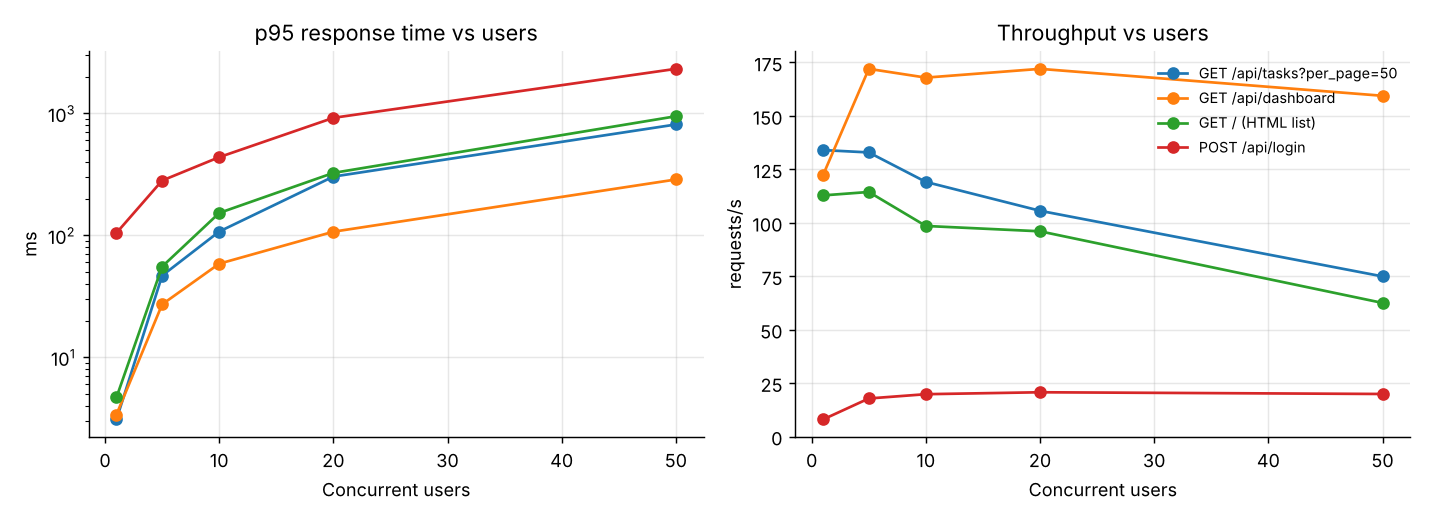 p95 response time vs users
10³
10²
10¹
ms
0 10 20 30 40 50
Concurrent users
Throughput vs users
175
150
125
100
75
50
25
0
requests/s
GET /api/tasks?per_page=50
GET /api/dashboard
GET / (HTML list)
POST /api/login
0 10 20 30 40 50
Concurrent users